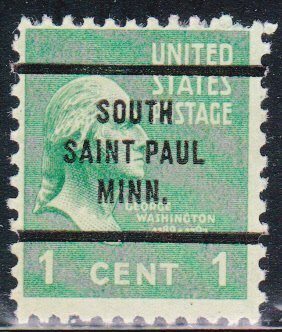 UNITED
STATES
POSTAGE
SOUTH
SAINT PAUL
MINN.
GEORGE
WASHINGTON
1 CENT 1